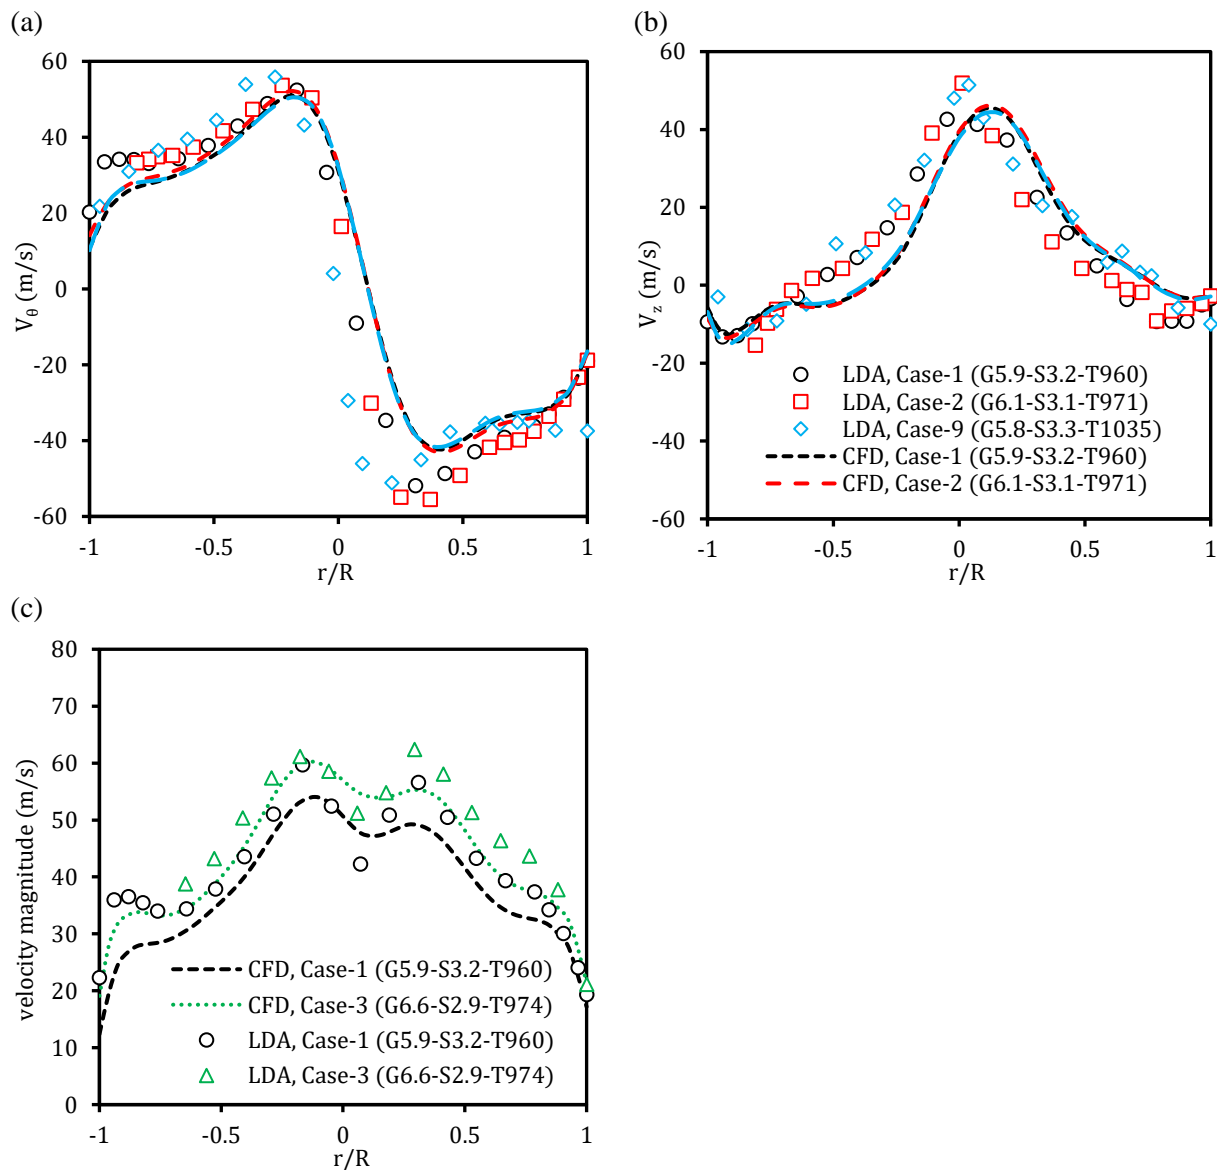 (a)
60
40
20
0
-20
-40
-60
V_θ (m/s)
-1
-0.5
0
0.5
1
r/R
(b)
60
40
20
0
-20
-40
-60
V_z (m/s)
LDA, Case-1 (G5.9-S3.2-T960)
LDA, Case-2 (G6.1-S3.1-T971)
LDA, Case-9 (G5.8-S3.3-T1035)
CFD, Case-1 (G5.9-S3.2-T960)
CFD, Case-2 (G6.1-S3.1-T971)
-1
-0.5
0
0.5
1
r/R
(c)
80
70
60
50
40
30
20
10
0
velocity magnitude (m/s)
CFD, Case-1 (G5.9-S3.2-T960)
CFD, Case-3 (G6.6-S2.9-T974)
LDA, Case-1 (G5.9-S3.2-T960)
LDA, Case-3 (G6.6-S2.9-T974)
-1
-0.5
0
0.5
1
r/R